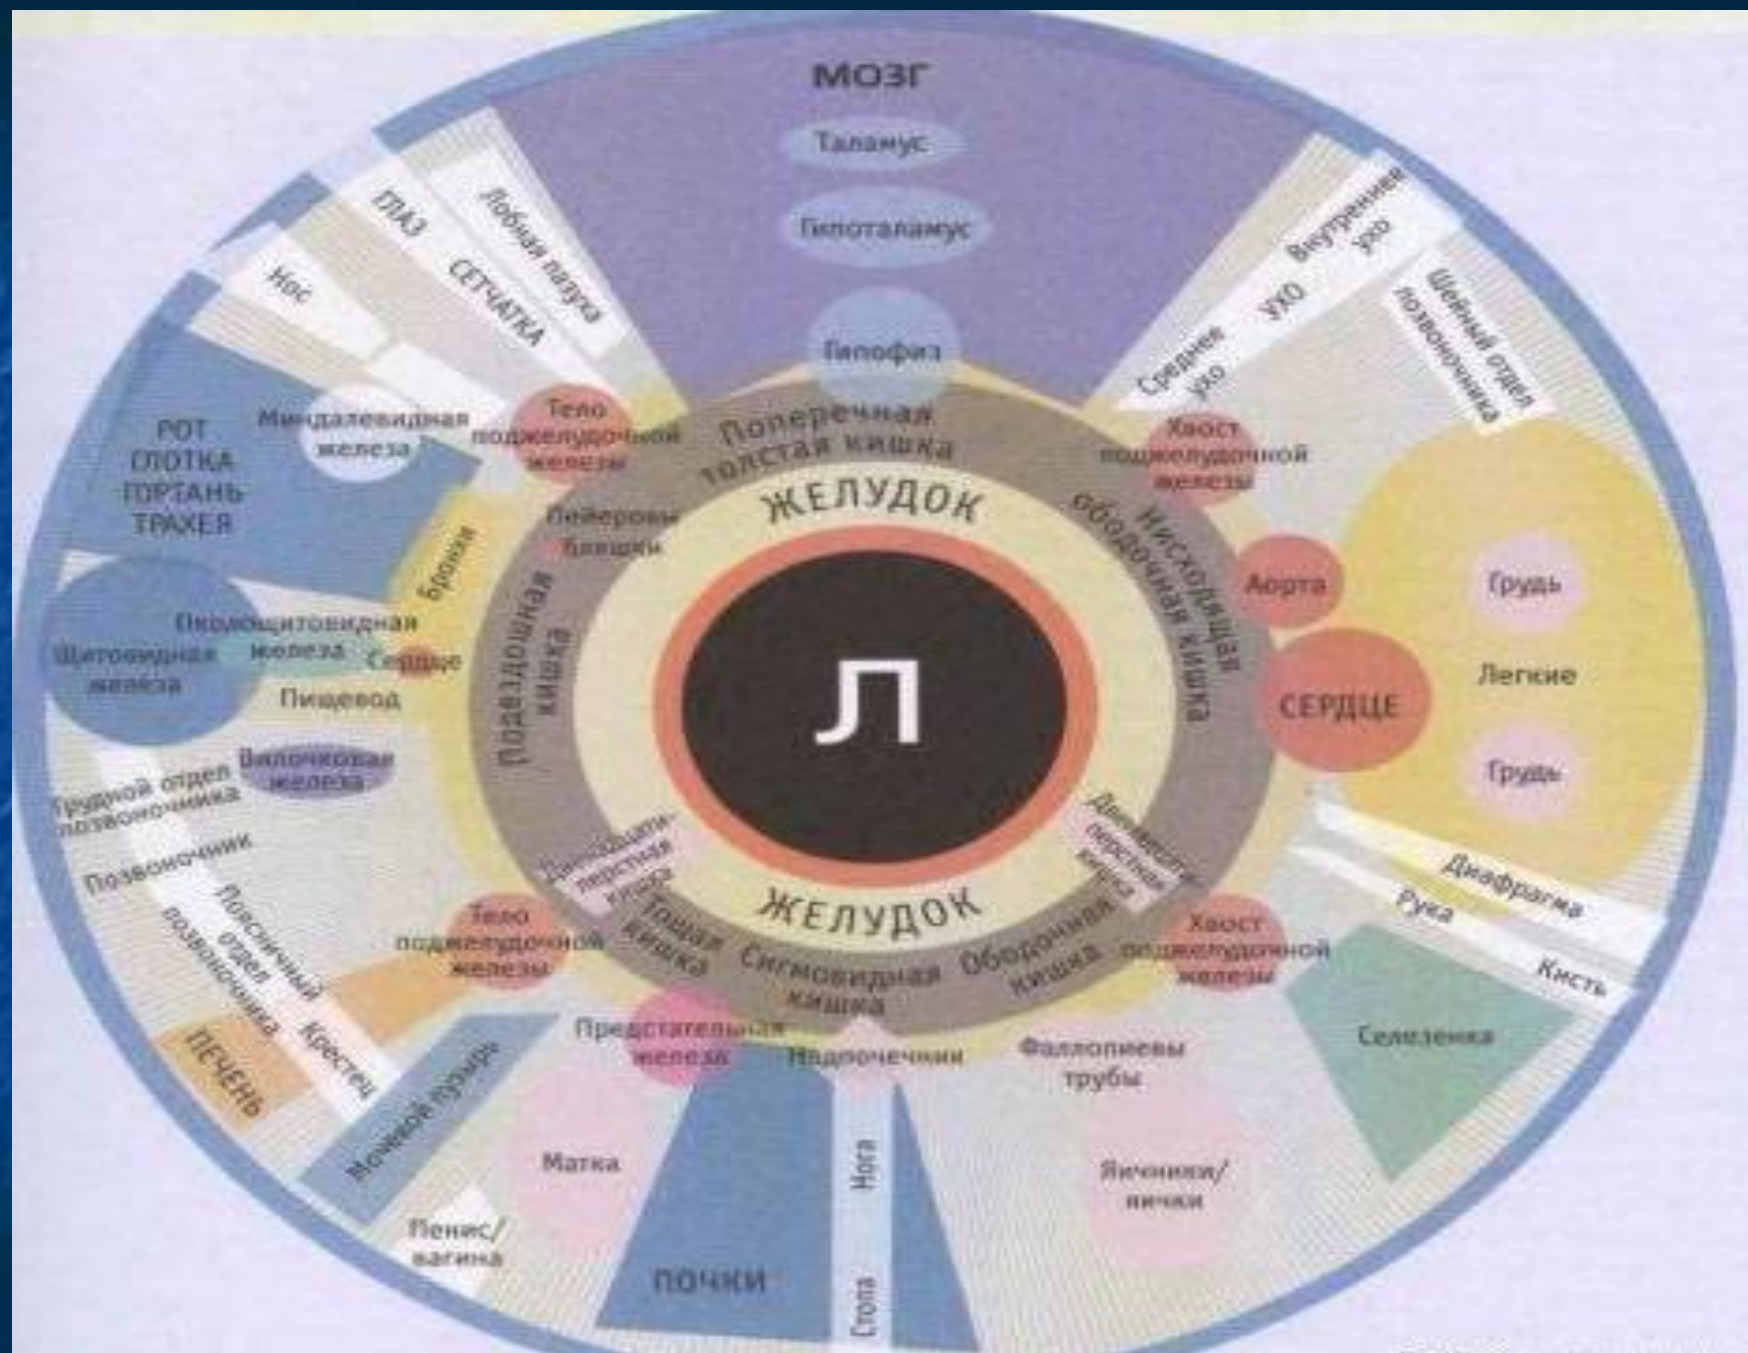 МОЗГ
Таламус
Гипоталамус
Гипофиз
Лобная пазуха
ГЛАЗ
СЕТЧАТКА
Нос
Миндалевидная
железа
РОТ
ГЛОТКА
ГОРТАНЬ
ТРАХЕЯ
Тело
поджелудочной
железы
Бронхи
Околощитовидная
железа
Щитовидная
железа
Сердце
Пищевод
Вилочковая
железа
Грудной отдел
позвоночника
Позвоночник
Поясничный
отдел
позвоночника
Крестец
ПЕЧЕНЬ
Тело
поджелудочной
железы
Мочевой пузырь
Пенис/
вагина
Матка
Предстательная
железа
ПОЧКИ
Надпочечники
Нога
Стопа
Фаллопиевы
трубы
Яичники/
яички
Селезенка
Хвост
поджелудочной
железы
Кисть
Рука
Диафрагма
Грудь
Легкие
Грудь
СЕРДЦЕ
Аорта
Хвост
поджелудочной
железы
Шейный отдел
позвоночника
Внутреннее
ухо
УХО
Среднее
ухо
Поперечная
толстая кишка
Нисходящая
ободочная кишка
Пейеровы
бляшки
Подвздошная
кишка
Двенадцати-
перстная
кишка
Тощая
кишка
Сигмовидная
кишка
Ободочная
кишка
Двенадцати-
перстная
кишка
ЖЕЛУДОК
Л
ЖЕЛУДОК